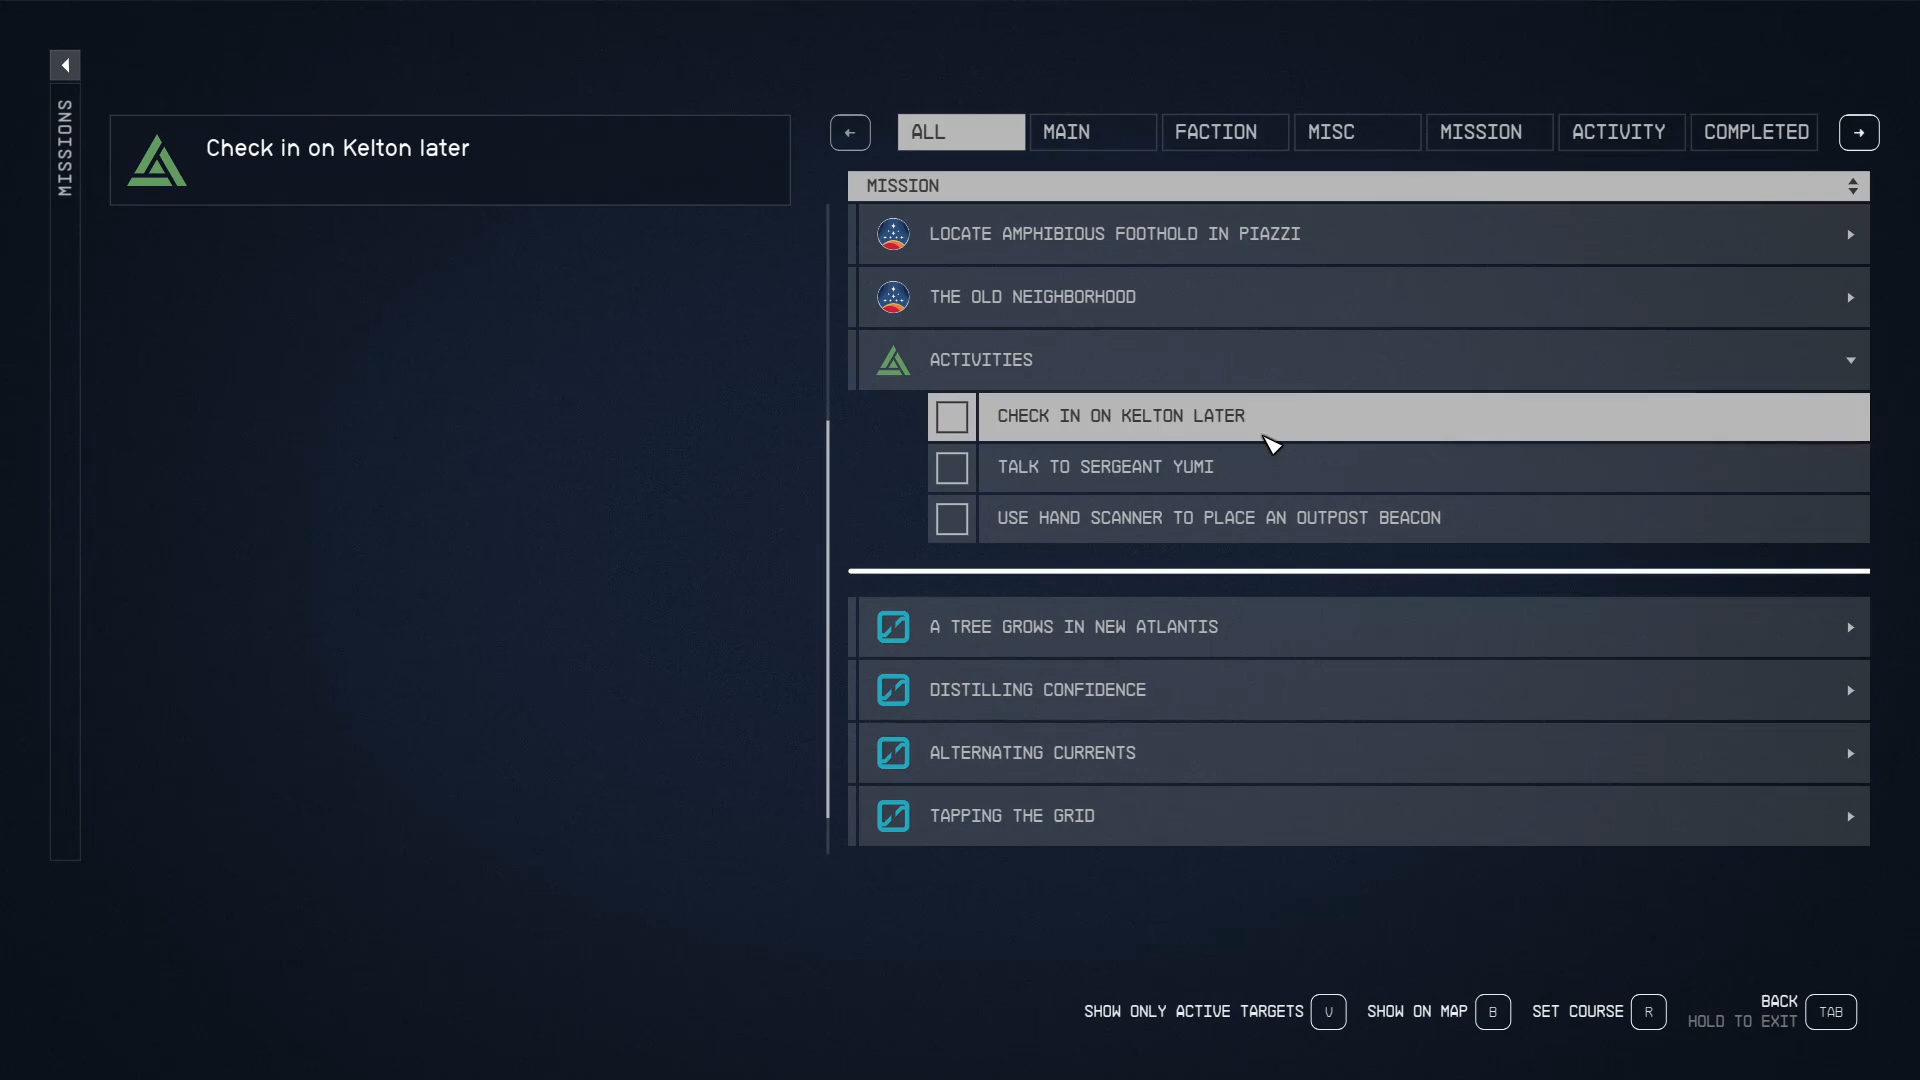 MISSIONS
Check in on Kelton later
ALL
MAIN
FACTION
MISC
MISSION
ACTIVITY
COMPLETED
MISSION
LOCATE AMPHIBIOUS FOOTHOLD IN PIAZZI
THE OLD NEIGHBORHOOD
ACTIVITIES
CHECK IN ON KELTON LATER
TALK TO SERGEANT YUMI
USE HAND SCANNER TO PLACE AN OUTPOST BEACON
A TREE GROWS IN NEW ATLANTIS
DISTILLING CONFIDENCE
ALTERNATING CURRENTS
TAPPING THE GRID
SHOW ONLY ACTIVE TARGETS V
SHOW ON MAP B
SET COURSE R
BACK
HOLD TO EXIT
TAB